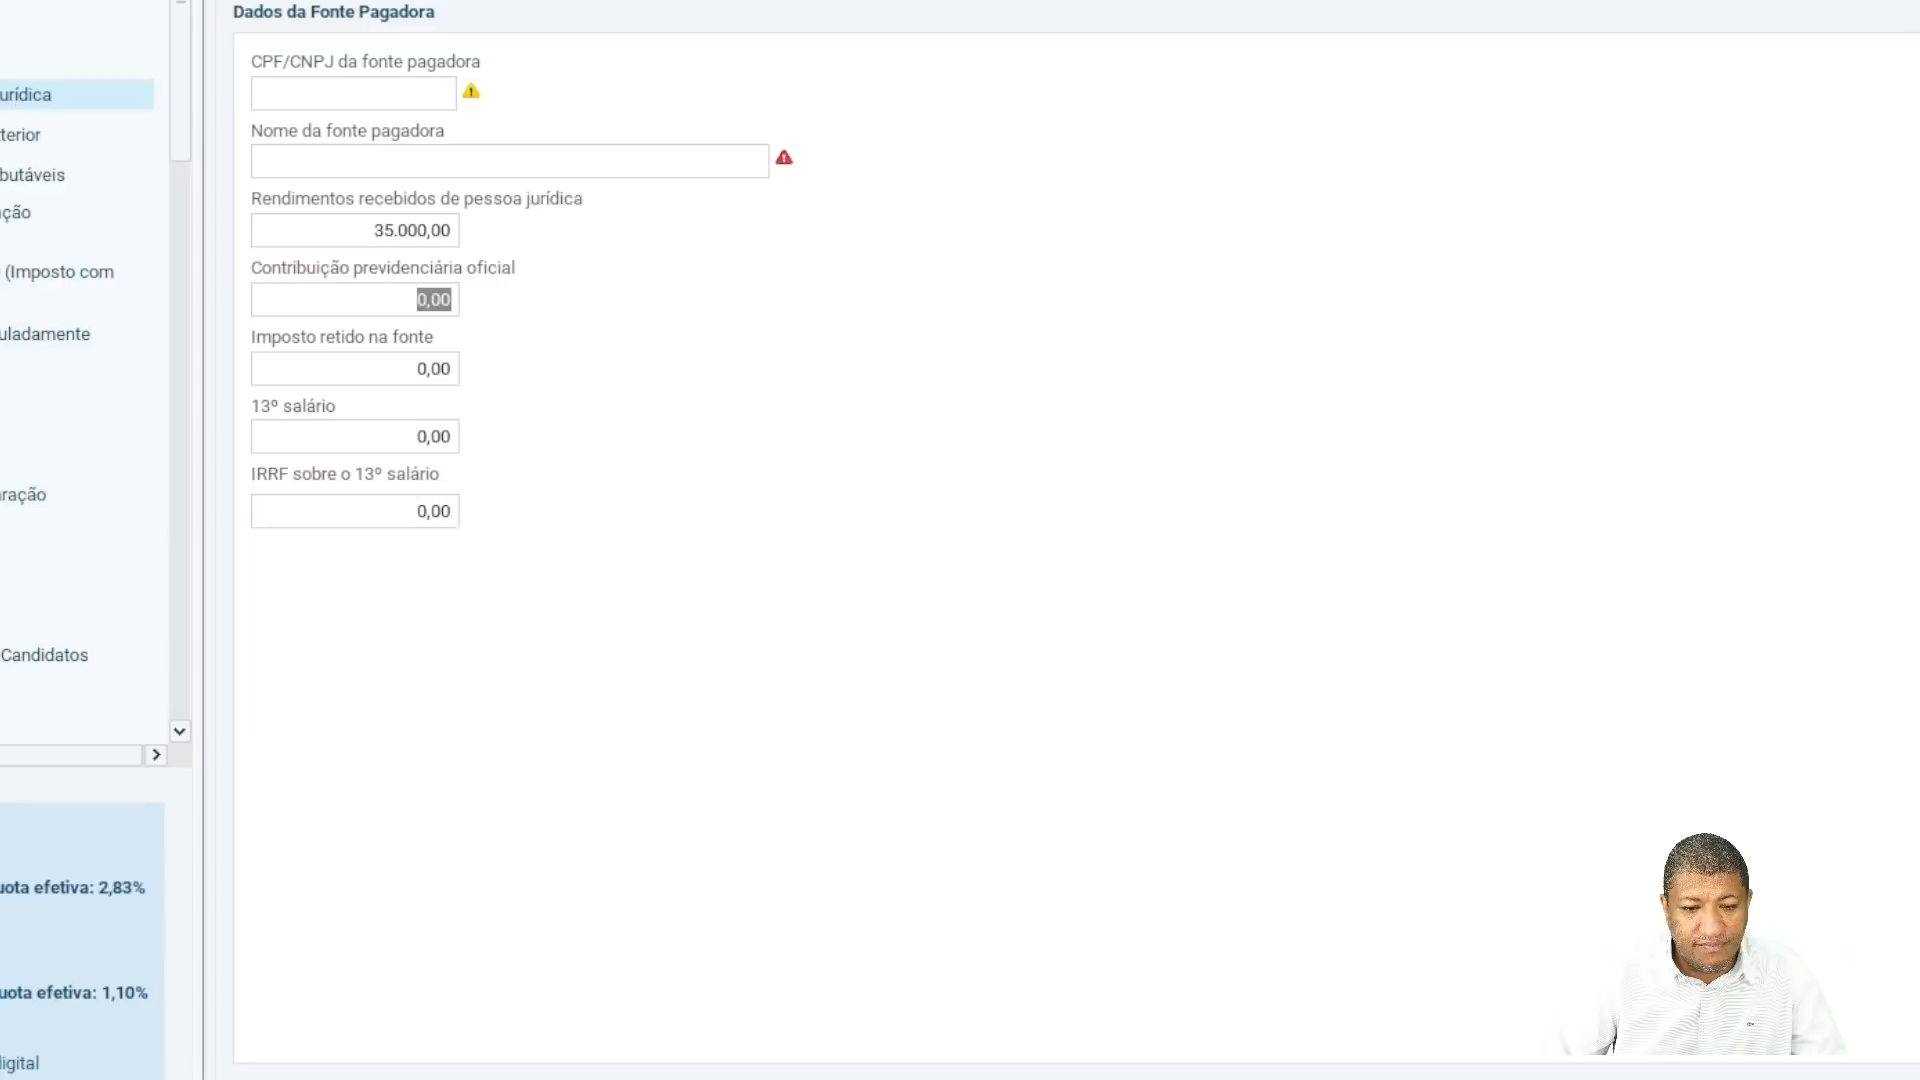 Dados da Fonte Pagadora
CPF/CNPJ da fonte pagadora
Nome da fonte pagadora
Rendimentos recebidos de pessoa jurídica
35.000,00
Contribuição previdenciária oficial
0,00
Imposto retido na fonte
0,00
13º salário
0,00
IRRF sobre o 13º salário
0,00
urídica
terior
butáveis
ção
(Imposto com
uladamente
ração
Candidatos
uota efetiva: 2,83%
uota efetiva: 1,10%
igital